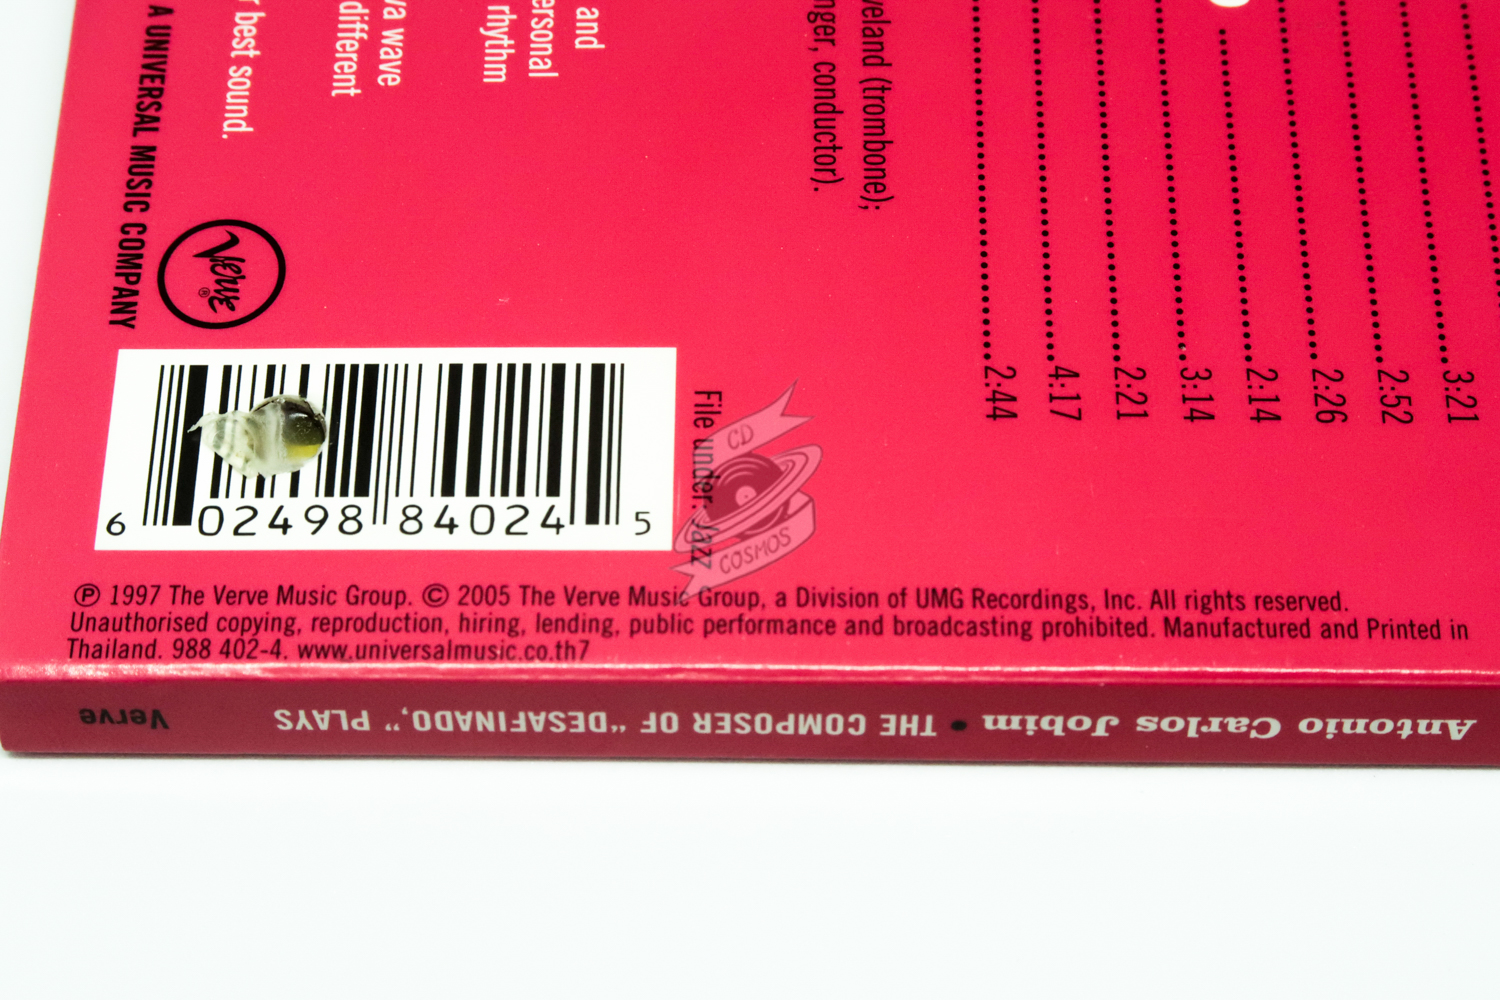 and
ersonal
rhythm
va wave
different
r best sound.
A UNIVERSAL MUSIC COMPANY
VERVE®
veland (trombone);
nger, conductor).
3:21
2:52
2:26
2:14
3:14
2:21
4:17
2:44
File under: Jazz
CD
COSMOS
6 02498 84024 5
℗ 1997 The Verve Music Group. © 2005 The Verve Music Group, a Division of UMG Recordings, Inc. All rights reserved.
Unauthorised copying, reproduction, hiring, lending, public performance and broadcasting prohibited. Manufactured and Printed in
Thailand. 988 402-4. www.universalmusic.co.th7
Antonio Carlos Jobim • THE COMPOSER OF “DESAFINADO,” PLAYS Verve